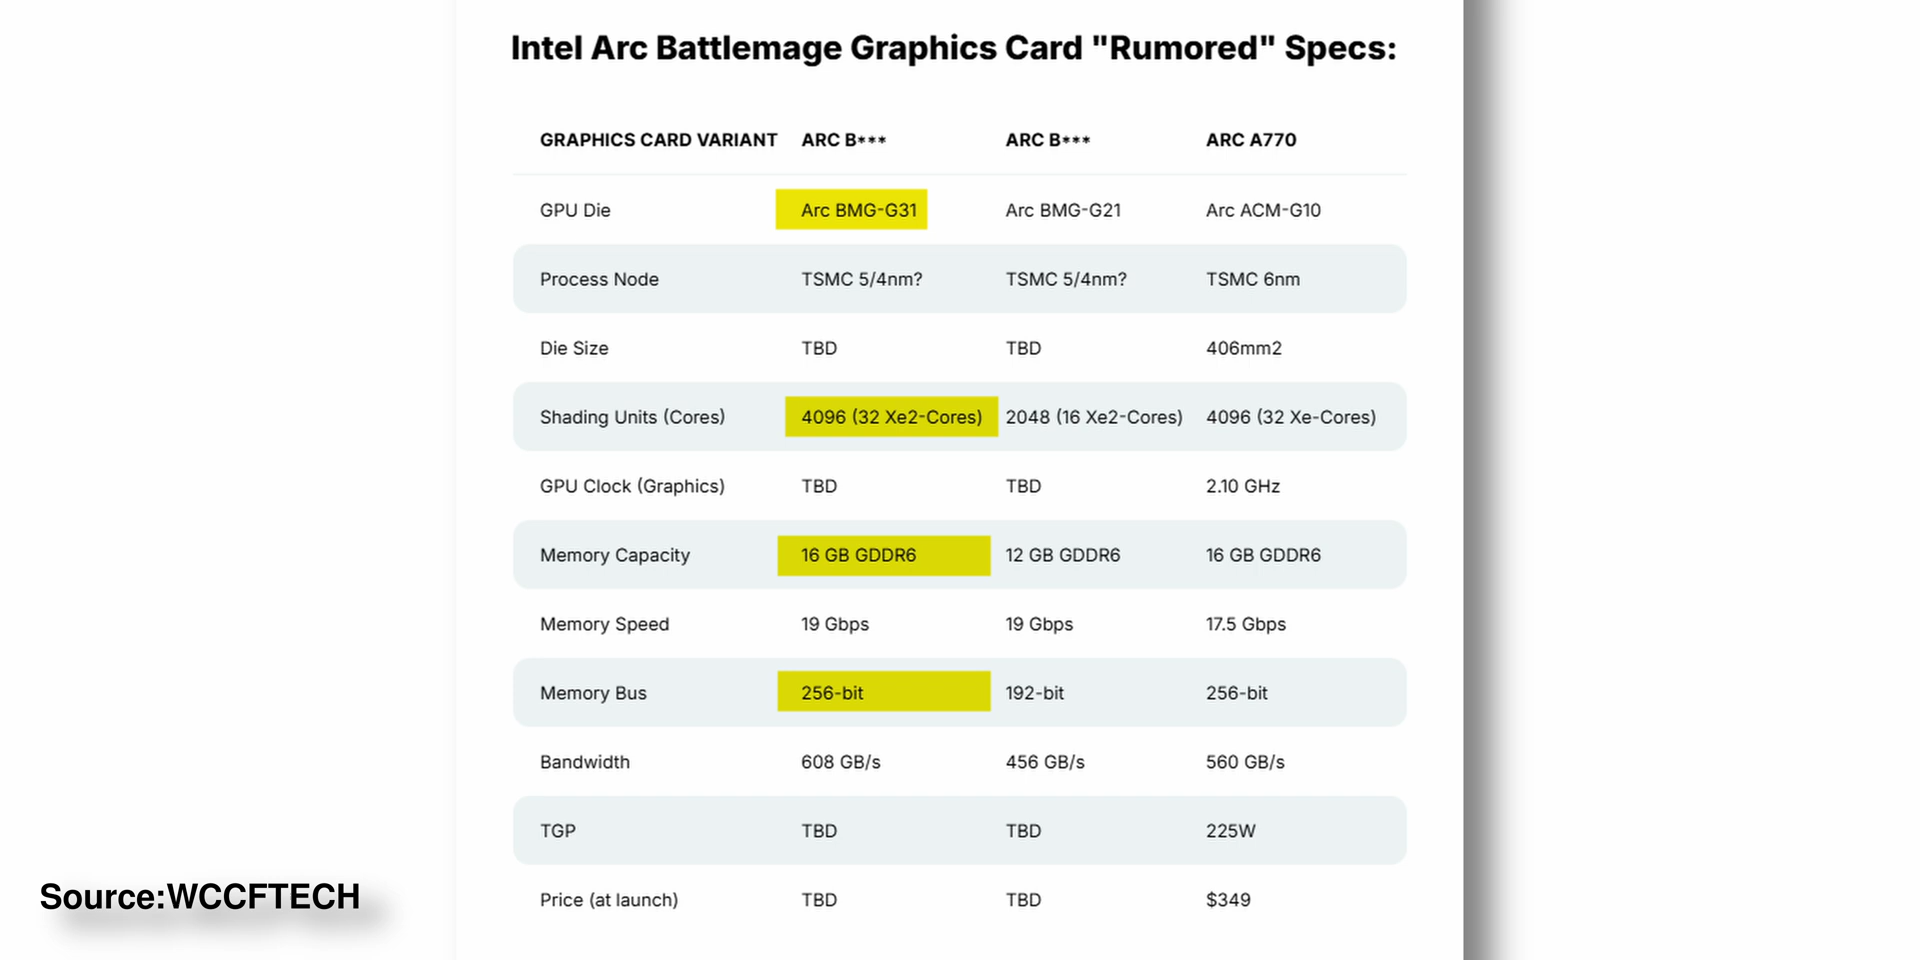 Intel Arc Battlemage Graphics Card "Rumored" Specs:
GRAPHICS CARD VARIANT ARC B*** ARC B*** ARC A770
GPU Die Arc BMG-G31 Arc BMG-G21 Arc ACM-G10
Process Node TSMC 5/4nm? TSMC 5/4nm? TSMC 6nm
Die Size TBD TBD 406mm2
Shading Units (Cores) 4096 (32 Xe2-Cores) 2048 (16 Xe2-Cores) 4096 (32 Xe-Cores)
GPU Clock (Graphics) TBD TBD 2.10 GHz
Memory Capacity 16 GB GDDR6 12 GB GDDR6 16 GB GDDR6
Memory Speed 19 Gbps 19 Gbps 17.5 Gbps
Memory Bus 256-bit 192-bit 256-bit
Bandwidth 608 GB/s 456 GB/s 560 GB/s
TGP TBD TBD 225W
Price (at launch) TBD TBD $349
Source:WCCFTECH